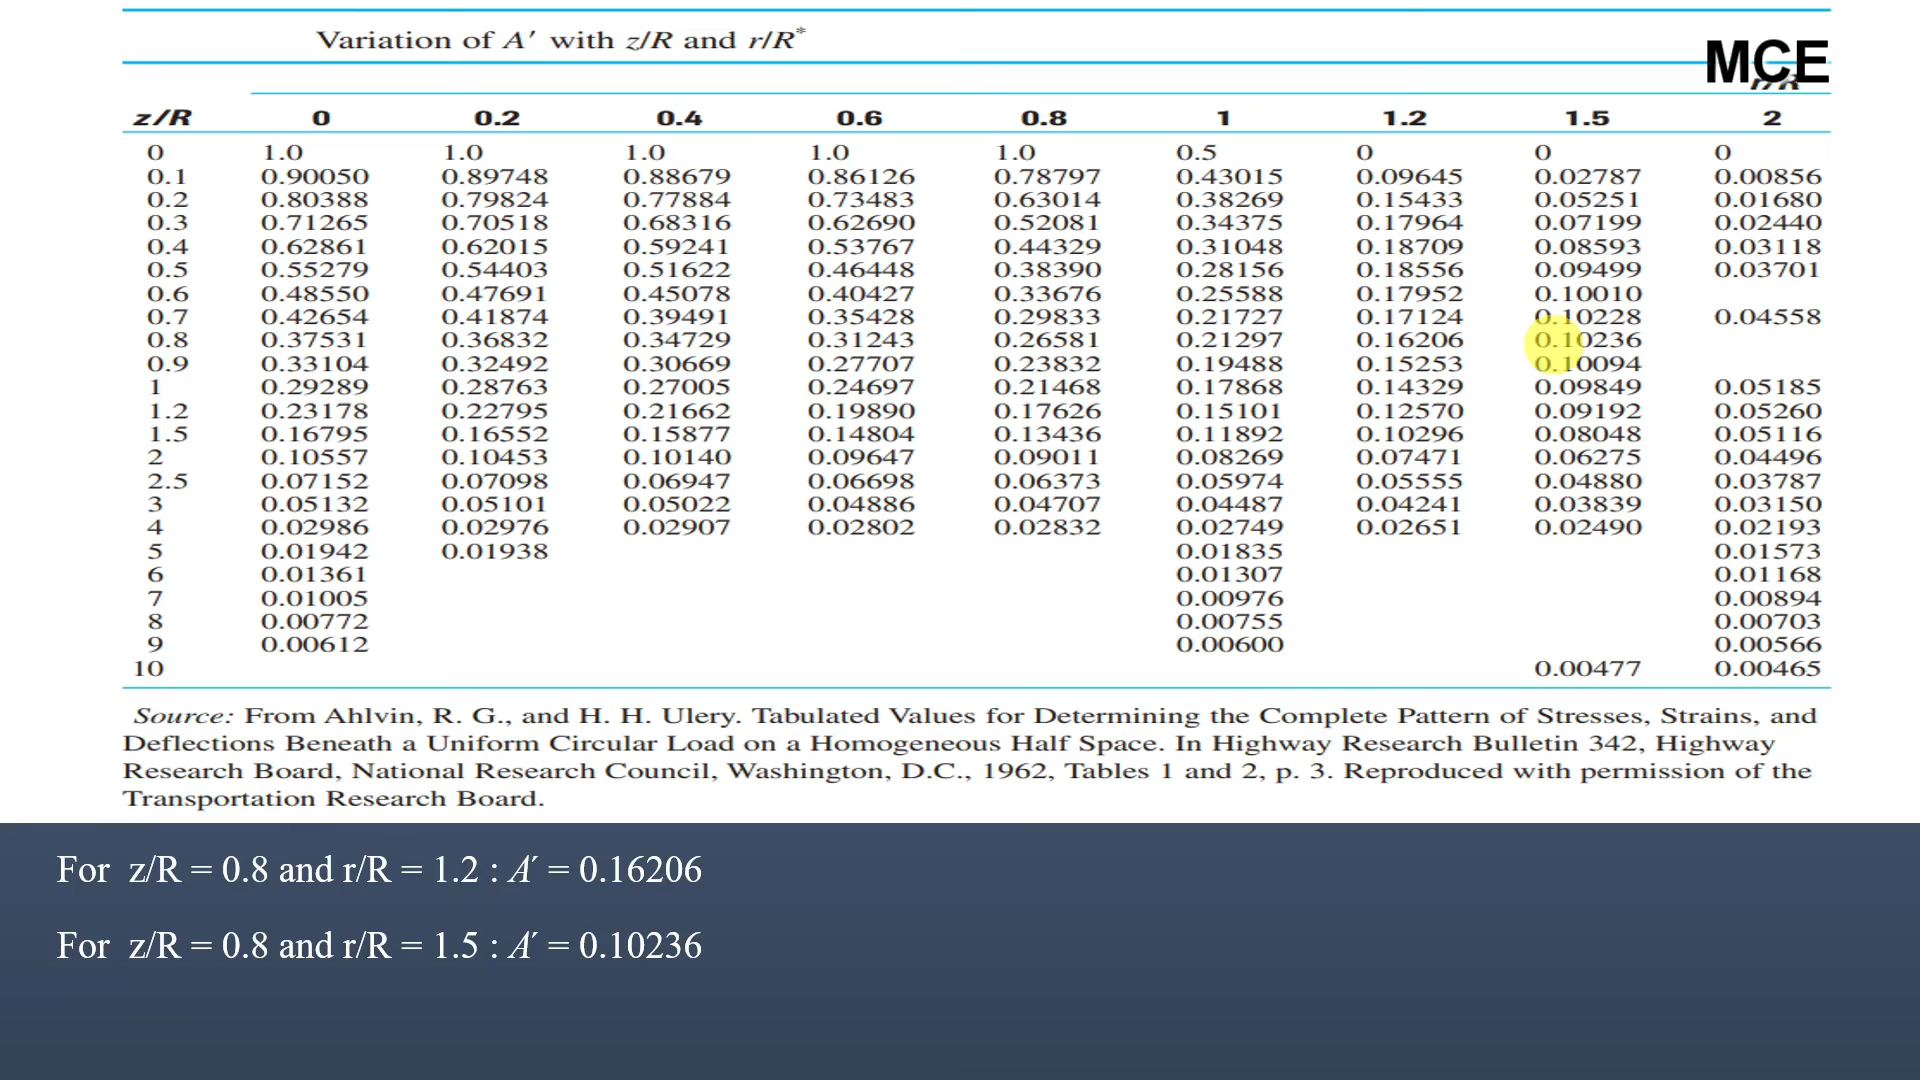 Variation of A′ with z/R and r/R*
MCE
r/R
z/R 0 0.2 0.4 0.6 0.8 1 1.2 1.5 2
0 1.0 1.0 1.0 1.0 1.0 0.5 0 0 0
0.1 0.90050 0.89748 0.88679 0.86126 0.78797 0.43015 0.09645 0.02787 0.00856
0.2 0.80388 0.79824 0.77884 0.73483 0.63014 0.38269 0.15433 0.05251 0.01680
0.3 0.71265 0.70518 0.68316 0.62690 0.52081 0.34375 0.17964 0.07199 0.02440
0.4 0.62861 0.62015 0.59241 0.53767 0.44329 0.31048 0.18709 0.08593 0.03118
0.5 0.55279 0.54403 0.51622 0.46448 0.38390 0.28156 0.18556 0.09499 0.03701
0.6 0.48550 0.47691 0.45078 0.40427 0.33676 0.25588 0.17952 0.10010
0.7 0.42654 0.41874 0.39491 0.35428 0.29833 0.21727 0.17124 0.10228 0.04558
0.8 0.37531 0.36832 0.34729 0.31243 0.26581 0.21297 0.16206 0.10236
0.9 0.33104 0.32492 0.30669 0.27707 0.23832 0.19488 0.15253 0.10094
1 0.29289 0.28763 0.27005 0.24697 0.21468 0.17868 0.14329 0.09849 0.05185
1.2 0.23178 0.22795 0.21662 0.19890 0.17626 0.15101 0.12570 0.09192 0.05260
1.5 0.16795 0.16552 0.15877 0.14804 0.13436 0.11892 0.10296 0.08048 0.05116
2 0.10557 0.10453 0.10140 0.09647 0.09011 0.08269 0.07471 0.06275 0.04496
2.5 0.07152 0.07098 0.06947 0.06698 0.06373 0.05974 0.05555 0.04880 0.03787
3 0.05132 0.05101 0.05022 0.04886 0.04707 0.04487 0.04241 0.03839 0.03150
4 0.02986 0.02976 0.02907 0.02802 0.02832 0.02749 0.02651 0.02490 0.02193
5 0.01942 0.01938 0.01835 0.01573
6 0.01361 0.01307 0.01168
7 0.01005 0.00976 0.00894
8 0.00772 0.00755 0.00703
9 0.00612 0.00600 0.00566
10 0.00477 0.00465
Source: From Ahlvin, R. G., and H. H. Ulery. Tabulated Values for Determining the Complete Pattern of Stresses, Strains, and
Deflections Beneath a Uniform Circular Load on a Homogeneous Half Space. In Highway Research Bulletin 342, Highway
Research Board, National Research Council, Washington, D.C., 1962, Tables 1 and 2, p. 3. Reproduced with permission of the
Transportation Research Board.
For z/R = 0.8 and r/R = 1.2 : A′ = 0.16206
For z/R = 0.8 and r/R = 1.5 : A′ = 0.10236